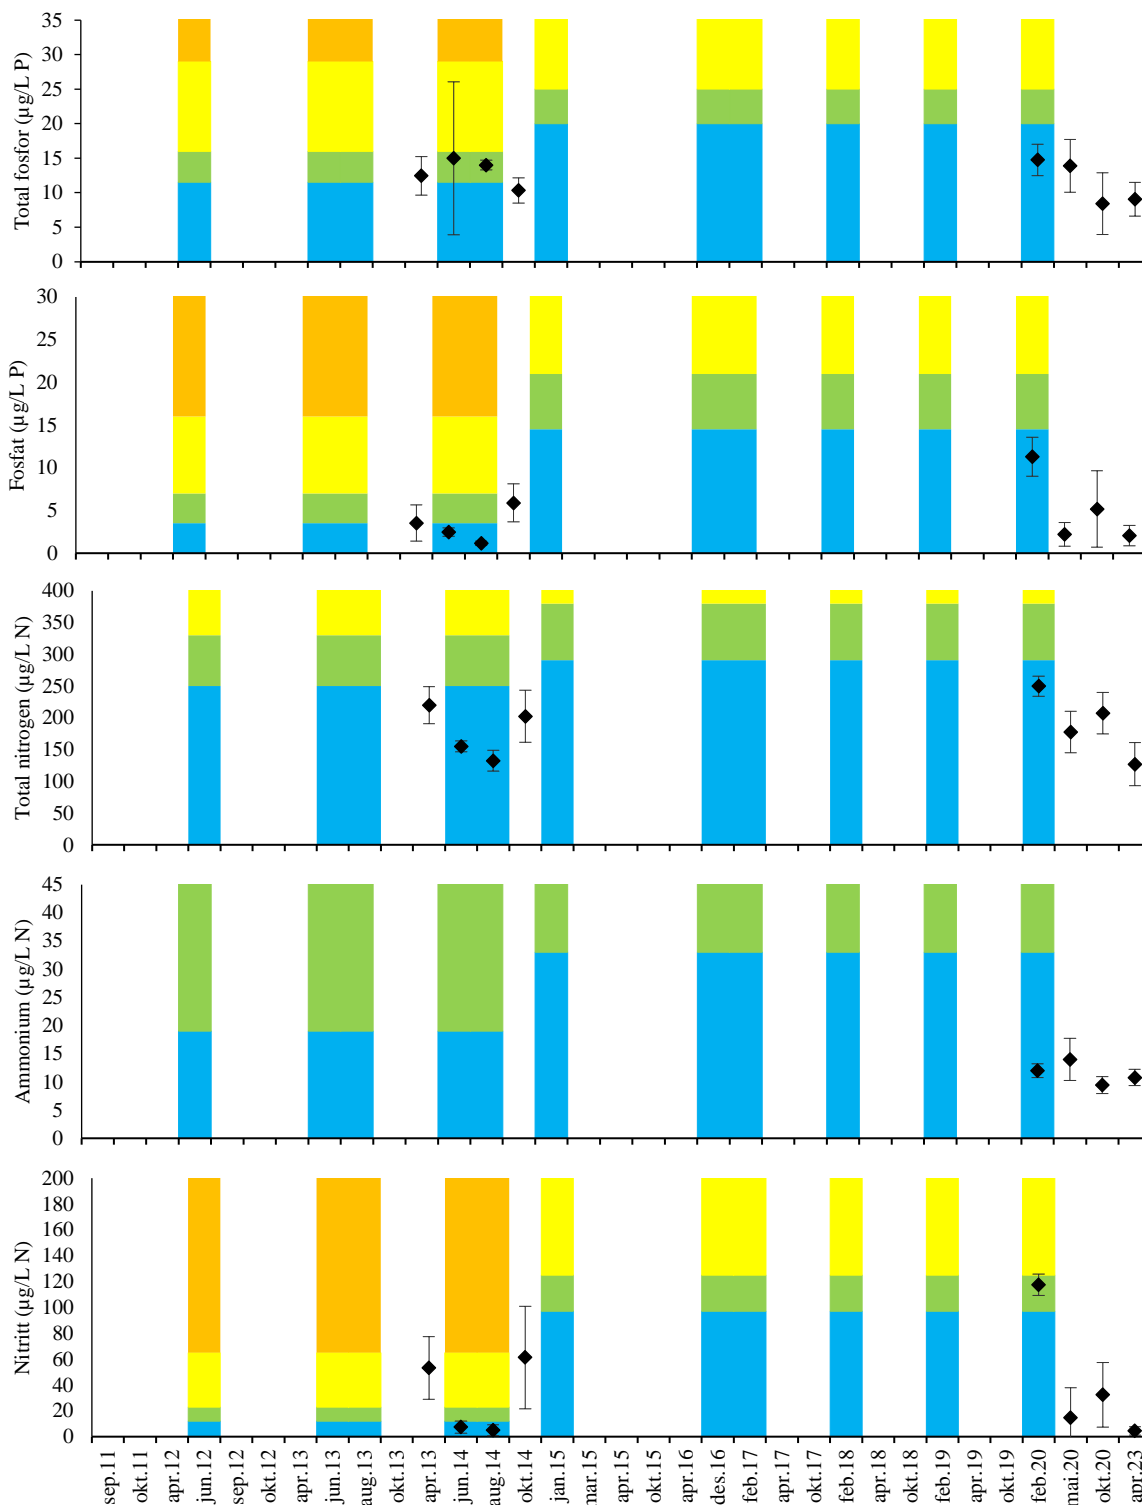 Total fosfor (µg/L P)
35
30
25
20
15
10
5
0
Fosfat (µg/L P)
30
25
20
15
10
5
0
Total nitrogen (µg/L N)
400
350
300
250
200
150
100
50
0
Ammonium (µg/L N)
45
40
35
30
25
20
15
10
5
0
Nitritt (µg/L N)
200
180
160
140
120
100
80
60
40
20
0
sep.11
okt.11
apr.12
jun.12
sep.12
okt.12
apr.13
jun.13
aug.13
okt.13
apr.13
jun.14
aug.14
okt.14
jan.15
mar.15
apr.15
okt.15
apr.16
des.16
feb.17
apr.17
okt.17
feb.18
apr.18
okt.18
feb.19
apr.19
okt.19
feb.20
mai.20
okt.20
apr.23